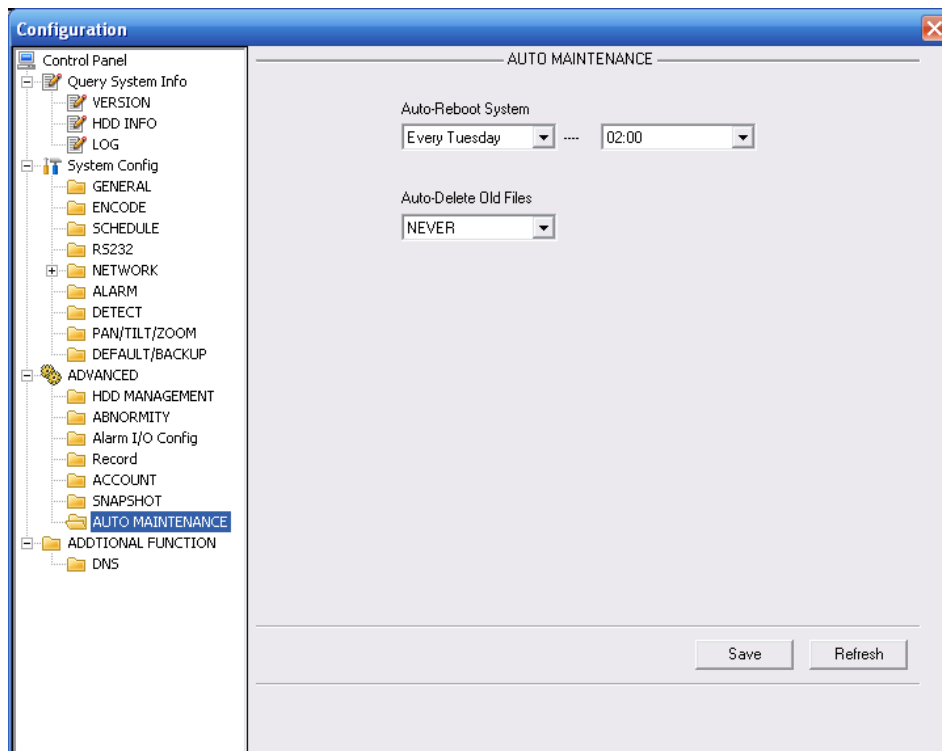 Configuration
Control Panel
Query System Info
VERSION
HDD INFO
LOG
System Config
GENERAL
ENCODE
SCHEDULE
RS232
NETWORK
ALARM
DETECT
PAN/TILT/ZOOM
DEFAULT/BACKUP
ADVANCED
HDD MANAGEMENT
ABNORMITY
Alarm I/O Config
Record
ACCOUNT
SNAPSHOT
AUTO MAINTENANCE
ADDTIONAL FUNCTION
DNS
AUTO MAINTENANCE
Auto-Reboot System
Every Tuesday ---- 02:00
Auto-Delete Old Files
NEVER
Save Refresh